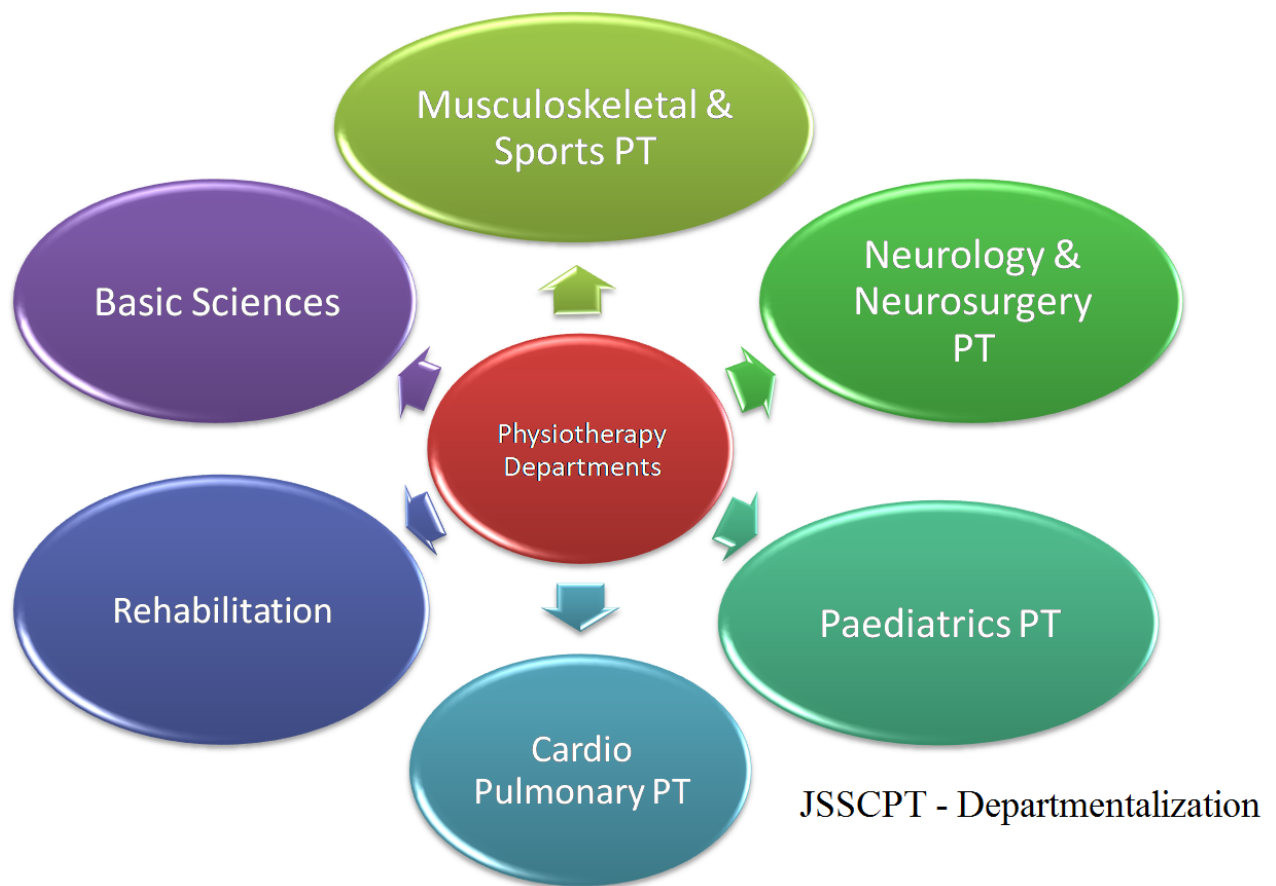 Musculoskeletal &
Sports PT
Neurology &
Neurosurgery
PT
Basic Sciences
Physiotherapy
Departments
Rehabilitation
Paediatrics PT
Cardio
Pulmonary PT
JSSCPT - Departmentalization